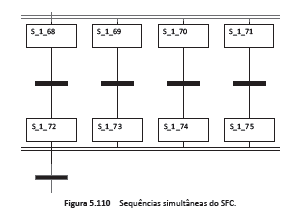 S_1_68 S_1_69 S_1_70 S_1_71
S_1_72 S_1_73 S_1_74 S_1_75
Figura 5.110 Sequências simultâneas do SFC.